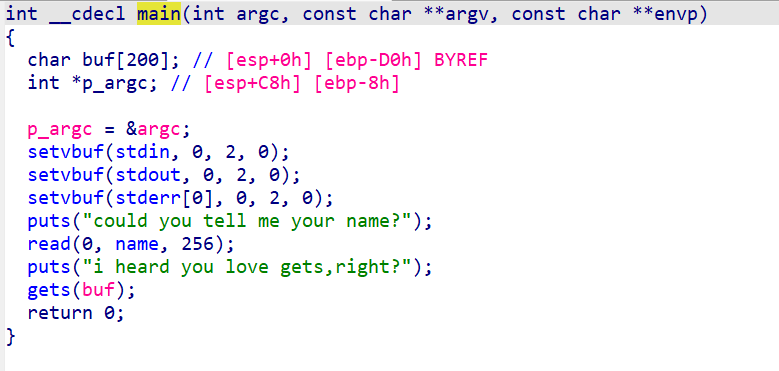 int __cdecl main(int argc, const char **argv, const char **envp)
{
  char buf[200]; // [esp+0h] [ebp-D0h] BYREF
  int *p_argc; // [esp+C8h] [ebp-8h]

  p_argc = &argc;
  setvbuf(stdin, 0, 2, 0);
  setvbuf(stdout, 0, 2, 0);
  setvbuf(stderr[0], 0, 2, 0);
  puts("could you tell me your name?");
  read(0, name, 256);
  puts("i heard you love gets,right?");
  gets(buf);
  return 0;
}